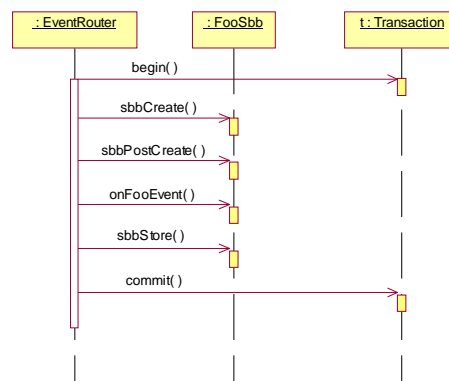 : EventRouter
: FooSbb
t : Transaction
begin( )
sbbCreate( )
sbbPostCreate( )
onFooEvent( )
sbbStore( )
commit( )